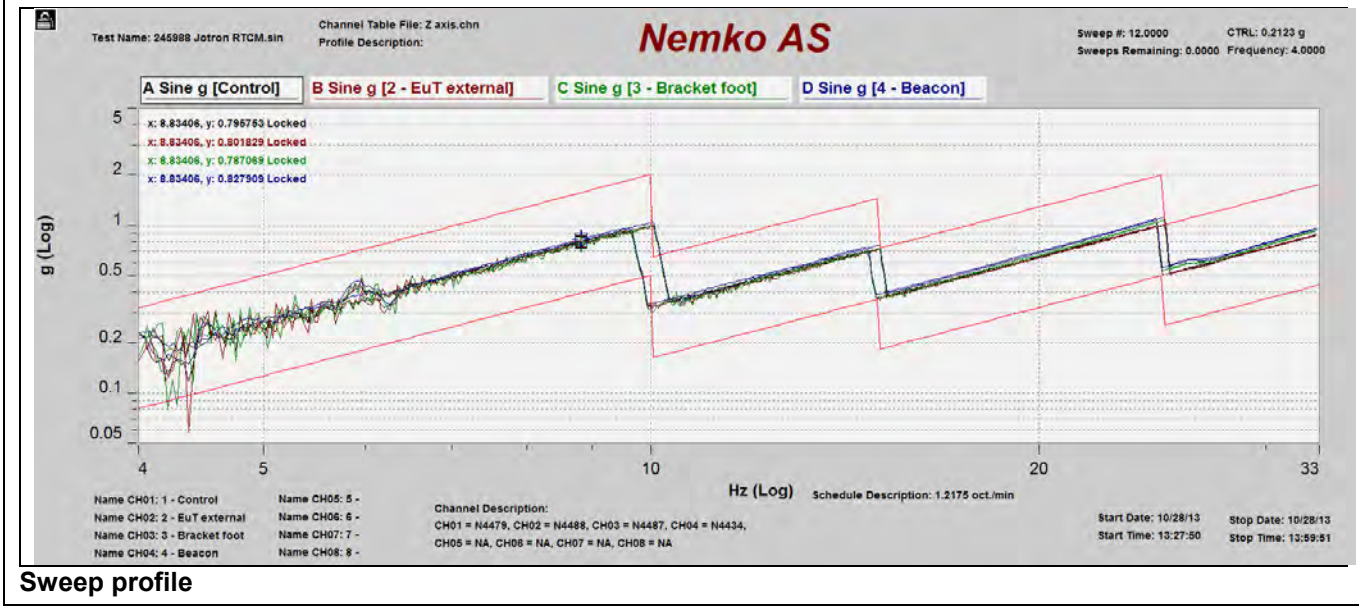 Test Name: 245988 Jotron RTCM.sin
Channel Table File: Z axis.chn
Profile Description:
Nemko AS
Sweep #: 12.0000 CTRL: 0.2123 g
Sweeps Remaining: 0.0000 Frequency: 4.0000
A Sine g [Control] B Sine g [2 - EuT external] C Sine g [3 - Bracket foot] D Sine g [4 - Beacon]
x: 8.83406, y: 0.795753 Locked
x: 8.83406, y: 0.801829 Locked
x: 8.83406, y: 0.787069 Locked
x: 8.83406, y: 0.827909 Locked
g (Log)
5
2
1
0.5
0.2
0.1
0.05
4 5 10 20 33
Hz (Log) Schedule Description: 1.2175 oct./min
Name CH01: 1 - Control
Name CH02: 2 - EuT external
Name CH03: 3 - Bracket foot
Name CH04: 4 - Beacon
Name CH05: 5 -
Name CH06: 6 -
Name CH07: 7 -
Name CH08: 8 -
Channel Description:
CH01 = N4479, CH02 = N4488, CH03 = N4487, CH04 = N4434,
CH05 = NA, CH06 = NA, CH07 = NA, CH08 = NA
Start Date: 10/28/13 Stop Date: 10/28/13
Start Time: 13:27:50 Stop Time: 13:59:51
Sweep profile